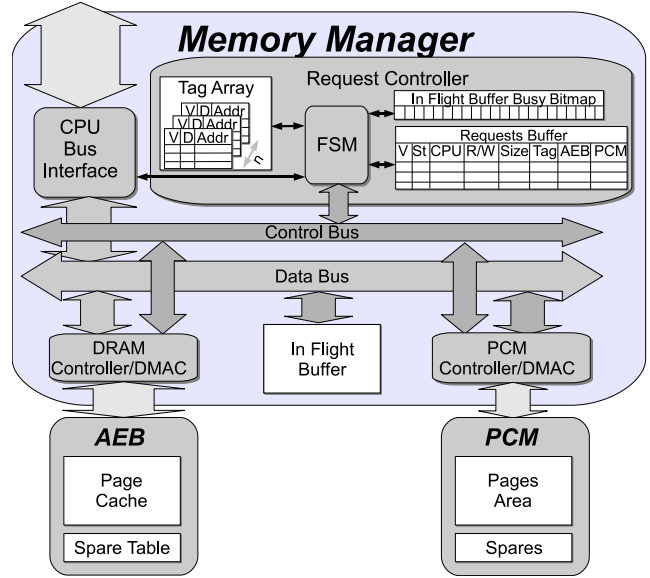 Memory Manager
Request Controller
Tag Array
V D Addr
V D Addr
V D Addr
n
CPU
Bus
Interface
FSM
In Flight Buffer Busy Bitmap
Requests Buffer
V St CPU R/W Size Tag AEB PCM
Control Bus
Data Bus
DRAM
Controller/DMAC
In Flight
Buffer
PCM
Controller/DMAC
AEB
Page
Cache
Spare Table
PCM
Pages
Area
Spares